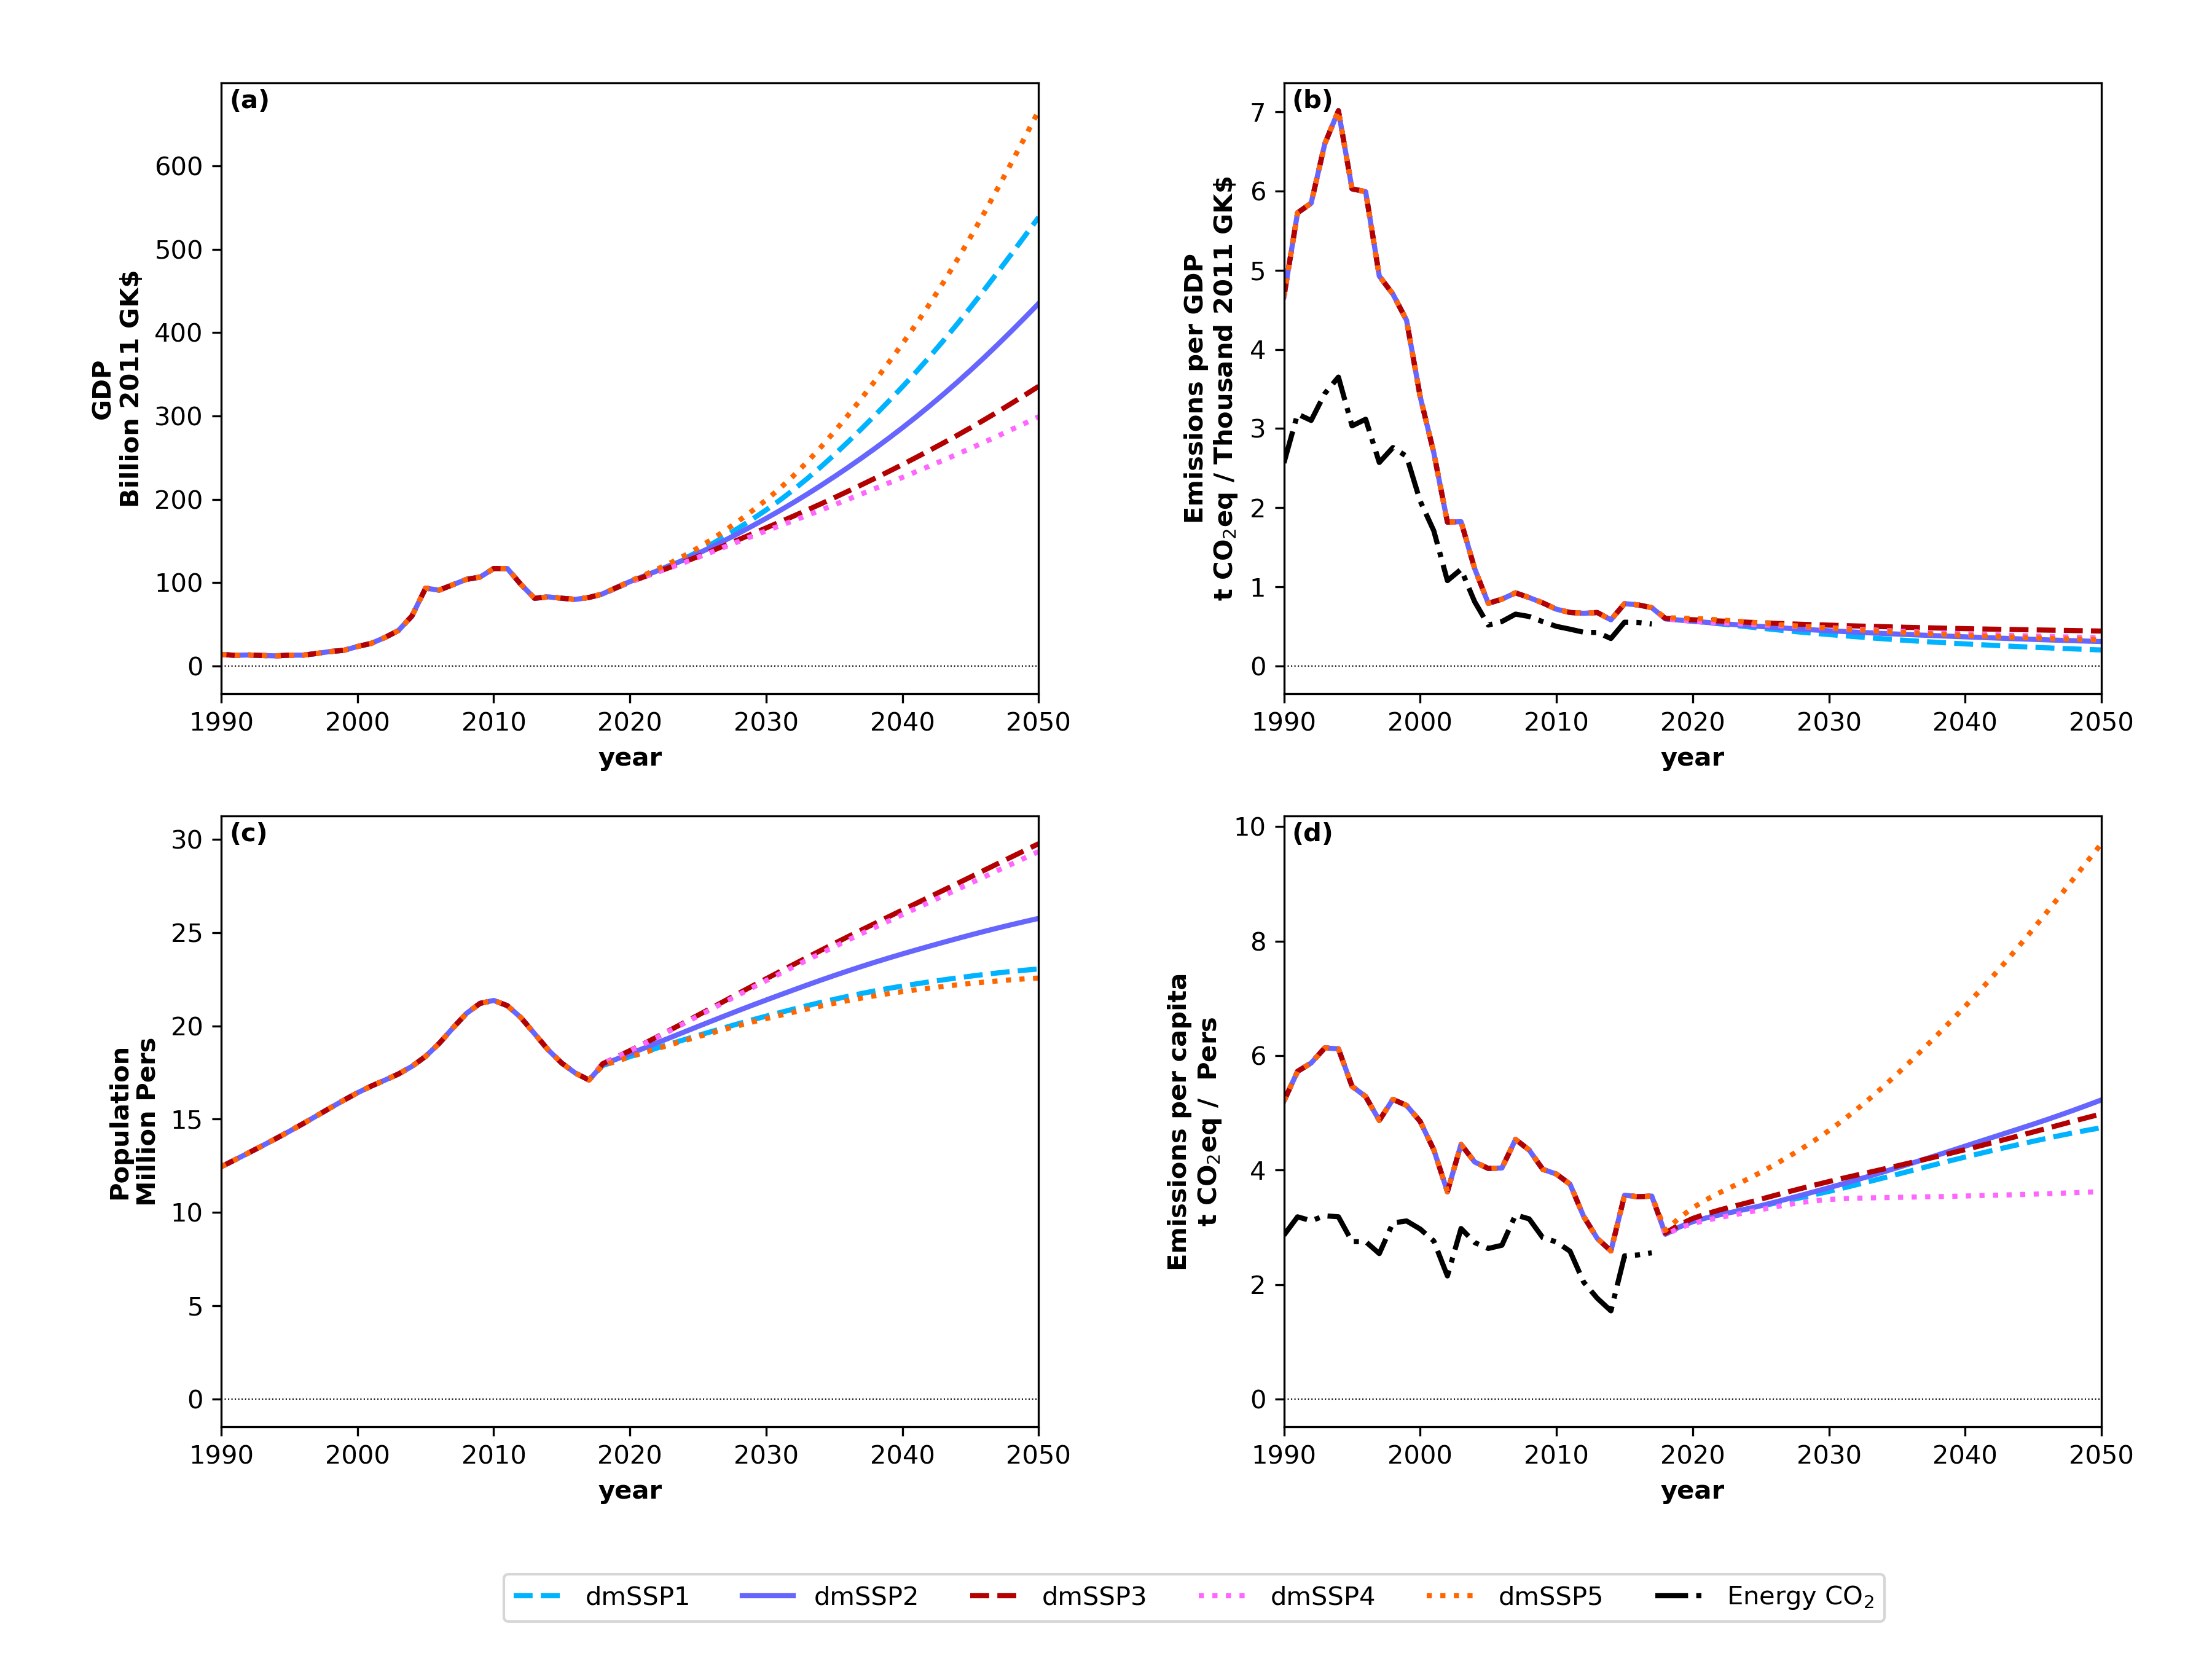 (a)
600
500
400
300
200
100
0
GDP
Billion 2011 GK$
1990 2000 2010 2020 2030 2040 2050
year
(b)
7
6
5
4
3
2
1
0
Emissions per GDP
t CO₂eq / Thousand 2011 GK$
1990 2000 2010 2020 2030 2040 2050
year
(c)
30
25
20
15
10
5
0
Population
Million Pers
1990 2000 2010 2020 2030 2040 2050
year
(d)
10
8
6
4
2
0
Emissions per capita
t CO₂eq / Pers
1990 2000 2010 2020 2030 2040 2050
year
dmSSP1 dmSSP2 dmSSP3 dmSSP4 dmSSP5 Energy CO₂